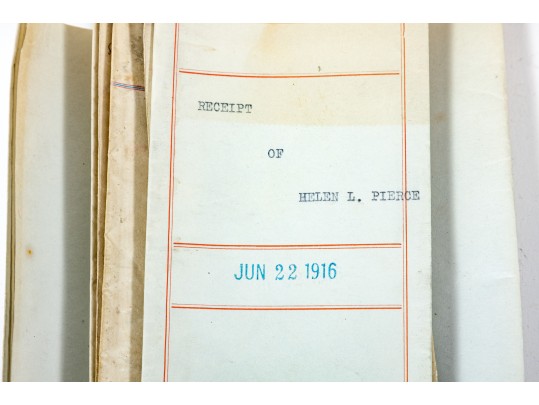 RECEIPT
OF
HELEN L. PIERCE
JUN 22 1916